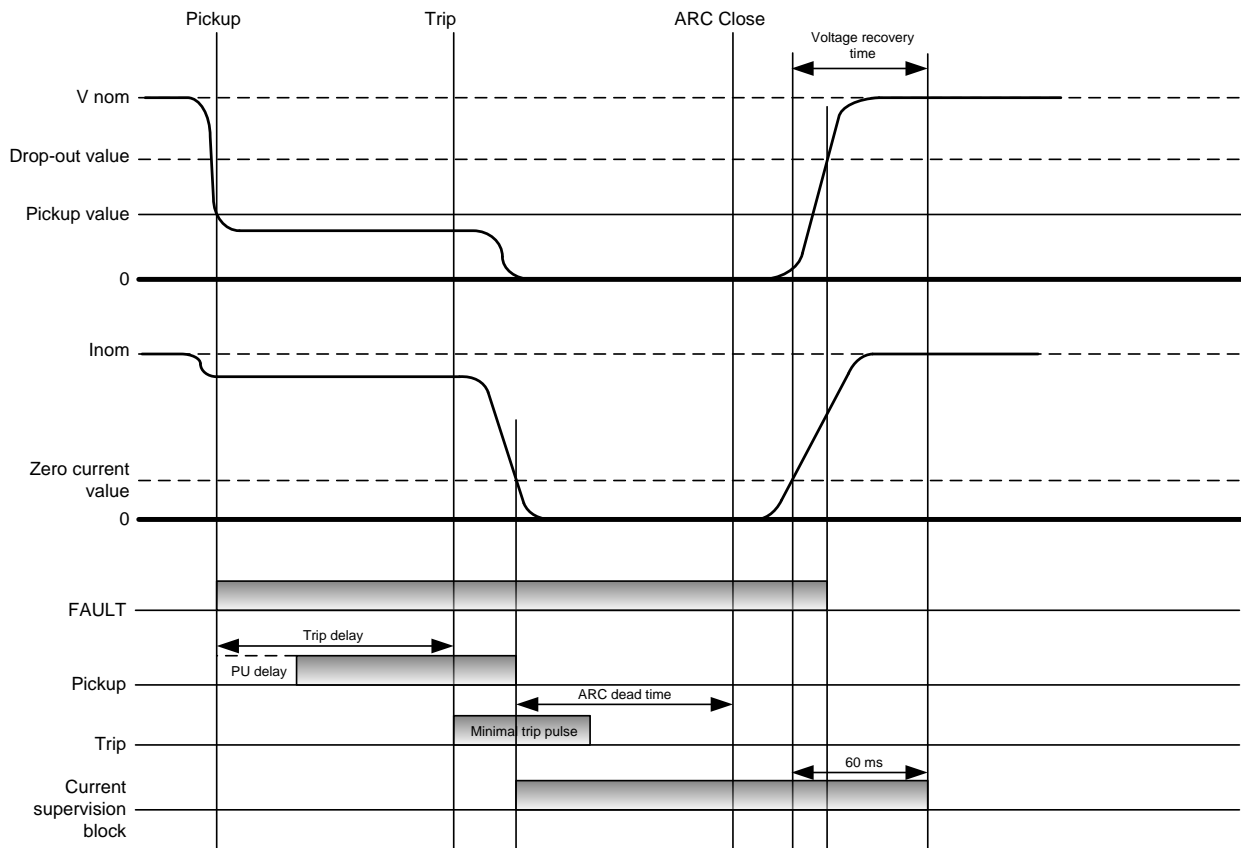 Pickup
Trip
ARC Close
Voltage recovery
time
V nom
Drop-out value
Pickup value
0
Inom
Zero current
value
0
FAULT
Trip delay
PU delay
Pickup
ARC dead time
Minimal trip pulse
Trip
60 ms
Current
supervision
block